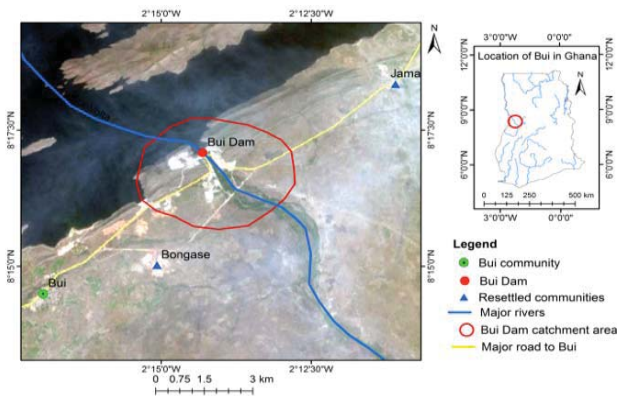 2°15'0"W
2°12'30"W
N
Jama
8°17'30"N
8°17'30"N
Bui Dam
8°15'0"N
8°15'0"N
Bongase
Bui
2°15'0"W
2°12'30"W
0 0.75 1.5 3 km
3°0'0"W
0°0'0"
Location of Bui in Ghana
N
12°0'0"N
12°0'0"N
9°0'0"N
9°0'0"N
6°0'0"N
6°0'0"N
0 125 250 500 km
3°0'0"W
0°0'0"
Legend
Bui community
Bui Dam
Resettled communities
Major rivers
Bui Dam catchment area
Major road to Bui